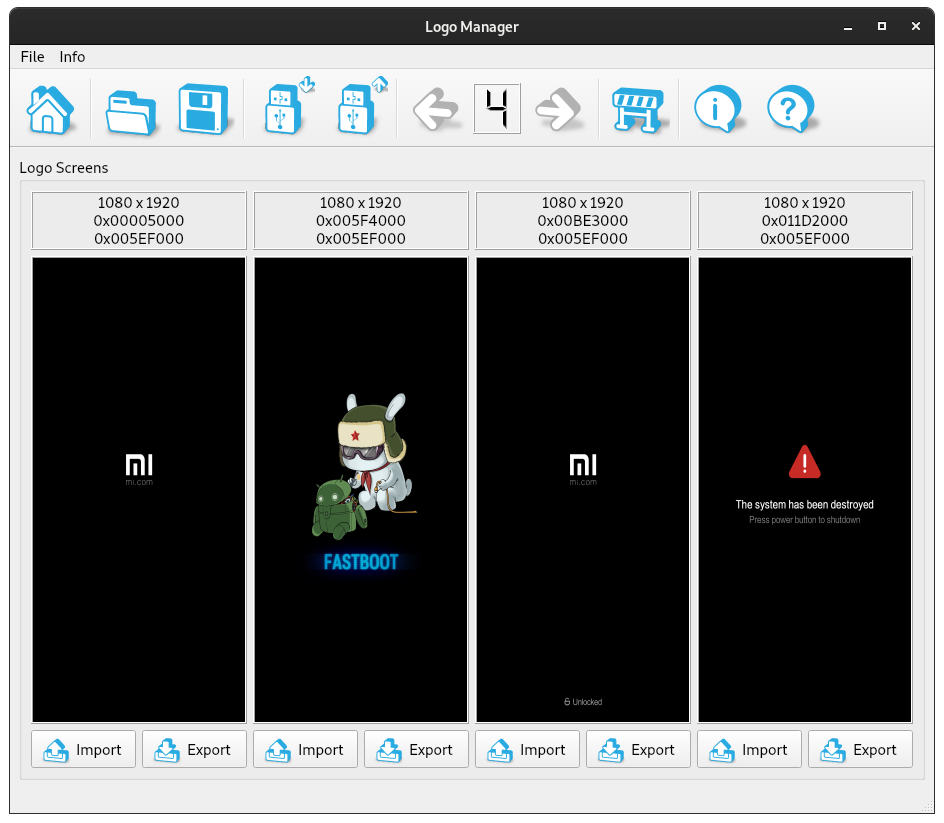 Logo Manager
File Info
4
Logo Screens
1080 x 1920
0x00005000
0x005EF000
1080 x 1920
0x005F4000
0x005EF000
1080 x 1920
0x00BE3000
0x005EF000
1080 x 1920
0x011D2000
0x005EF000
MI
mi.com
FASTBOOT
MI
mi.com
Unlocked
!
The system has been destroyed
Press power button to shutdown
Import Export Import Export Import Export Import Export